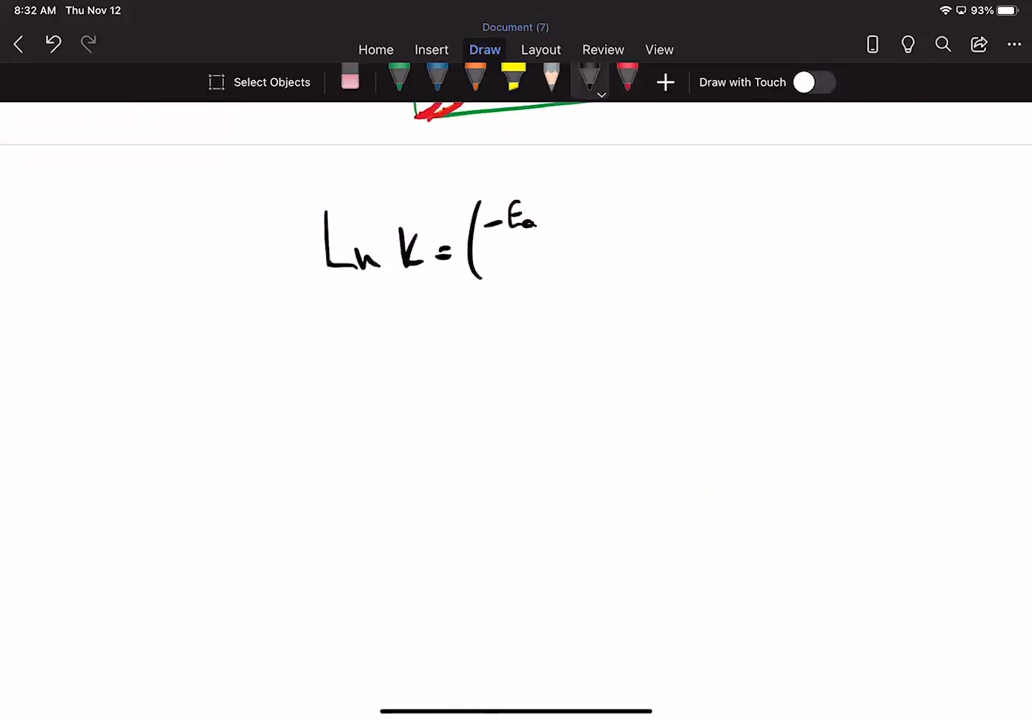 8:32 AM Thu Nov 12 93%
Document (7)
Home Insert Draw Layout Review View
Select Objects Draw with Touch
Ln k = (-Ea